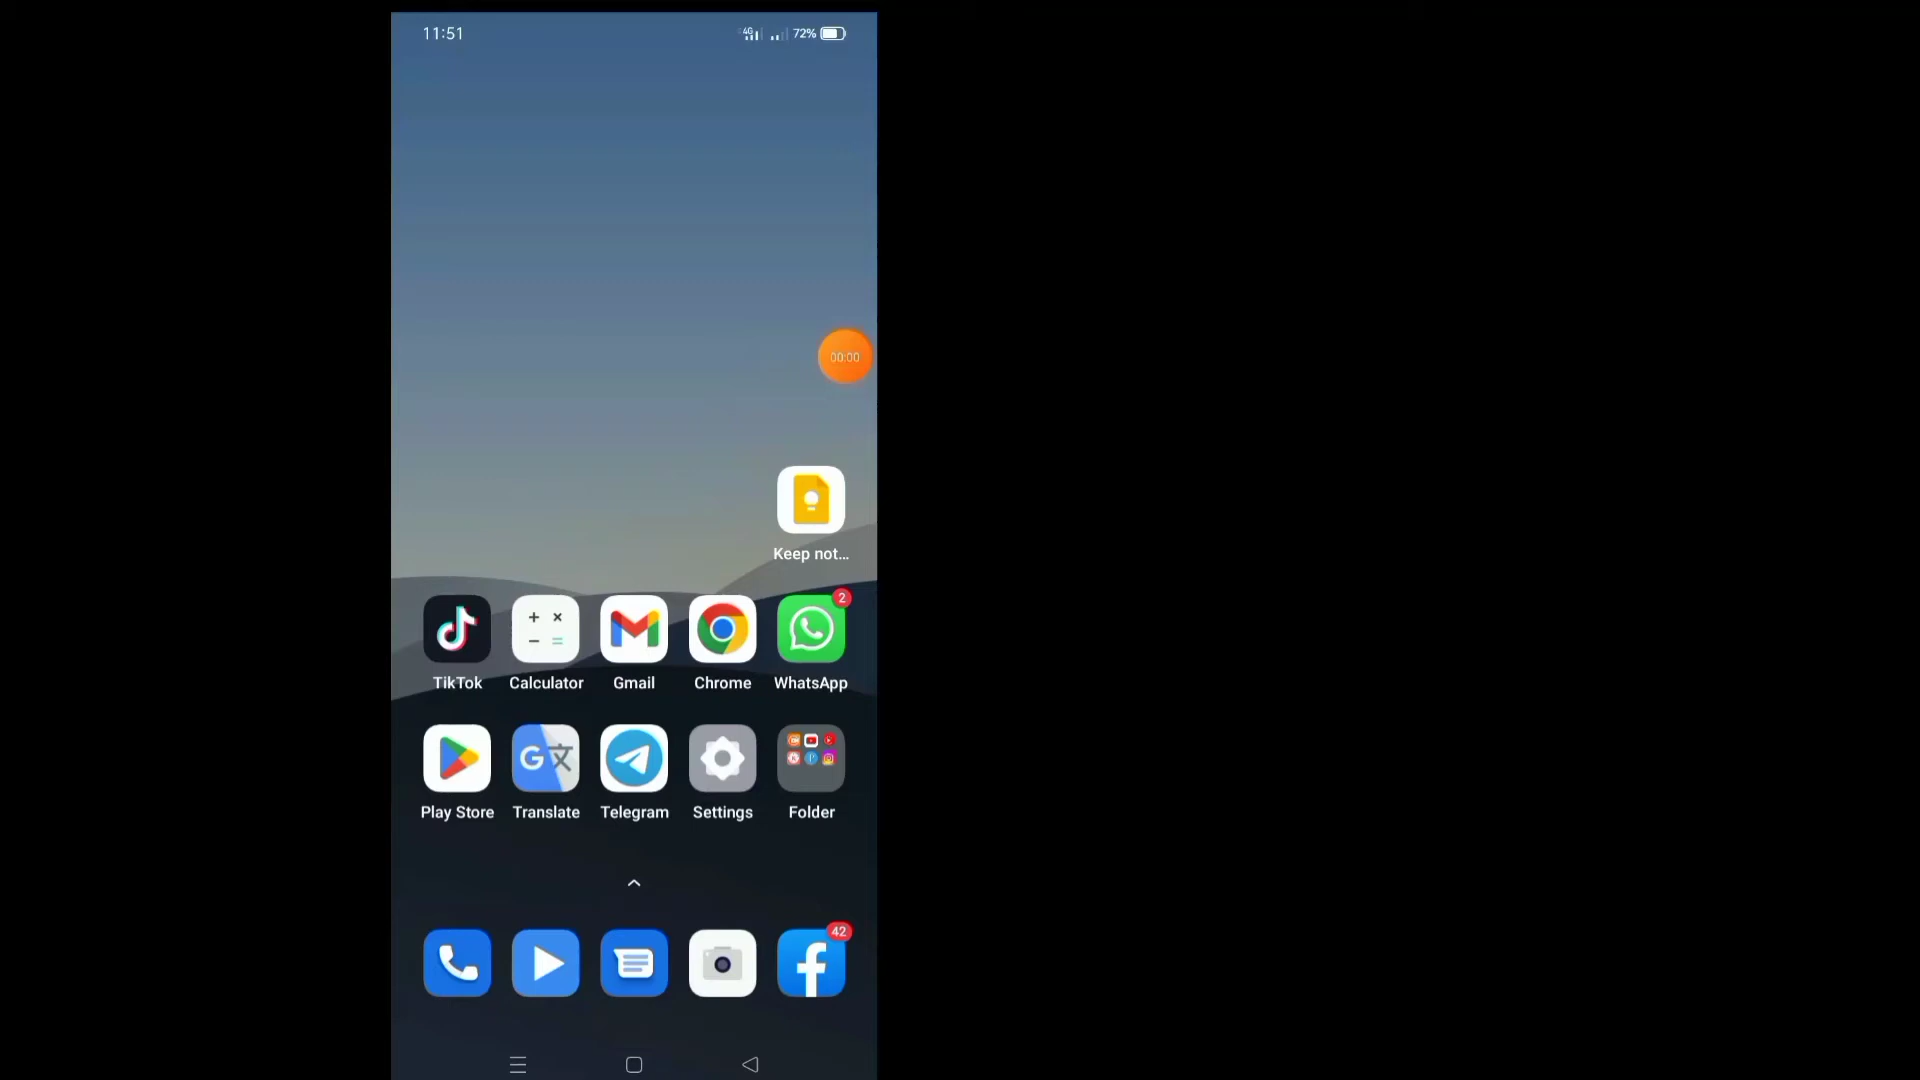 11:51
4G 72%
00:00
Keep not...
2
TikTok Calculator Gmail Chrome WhatsApp
Play Store Translate Telegram Settings Folder
42